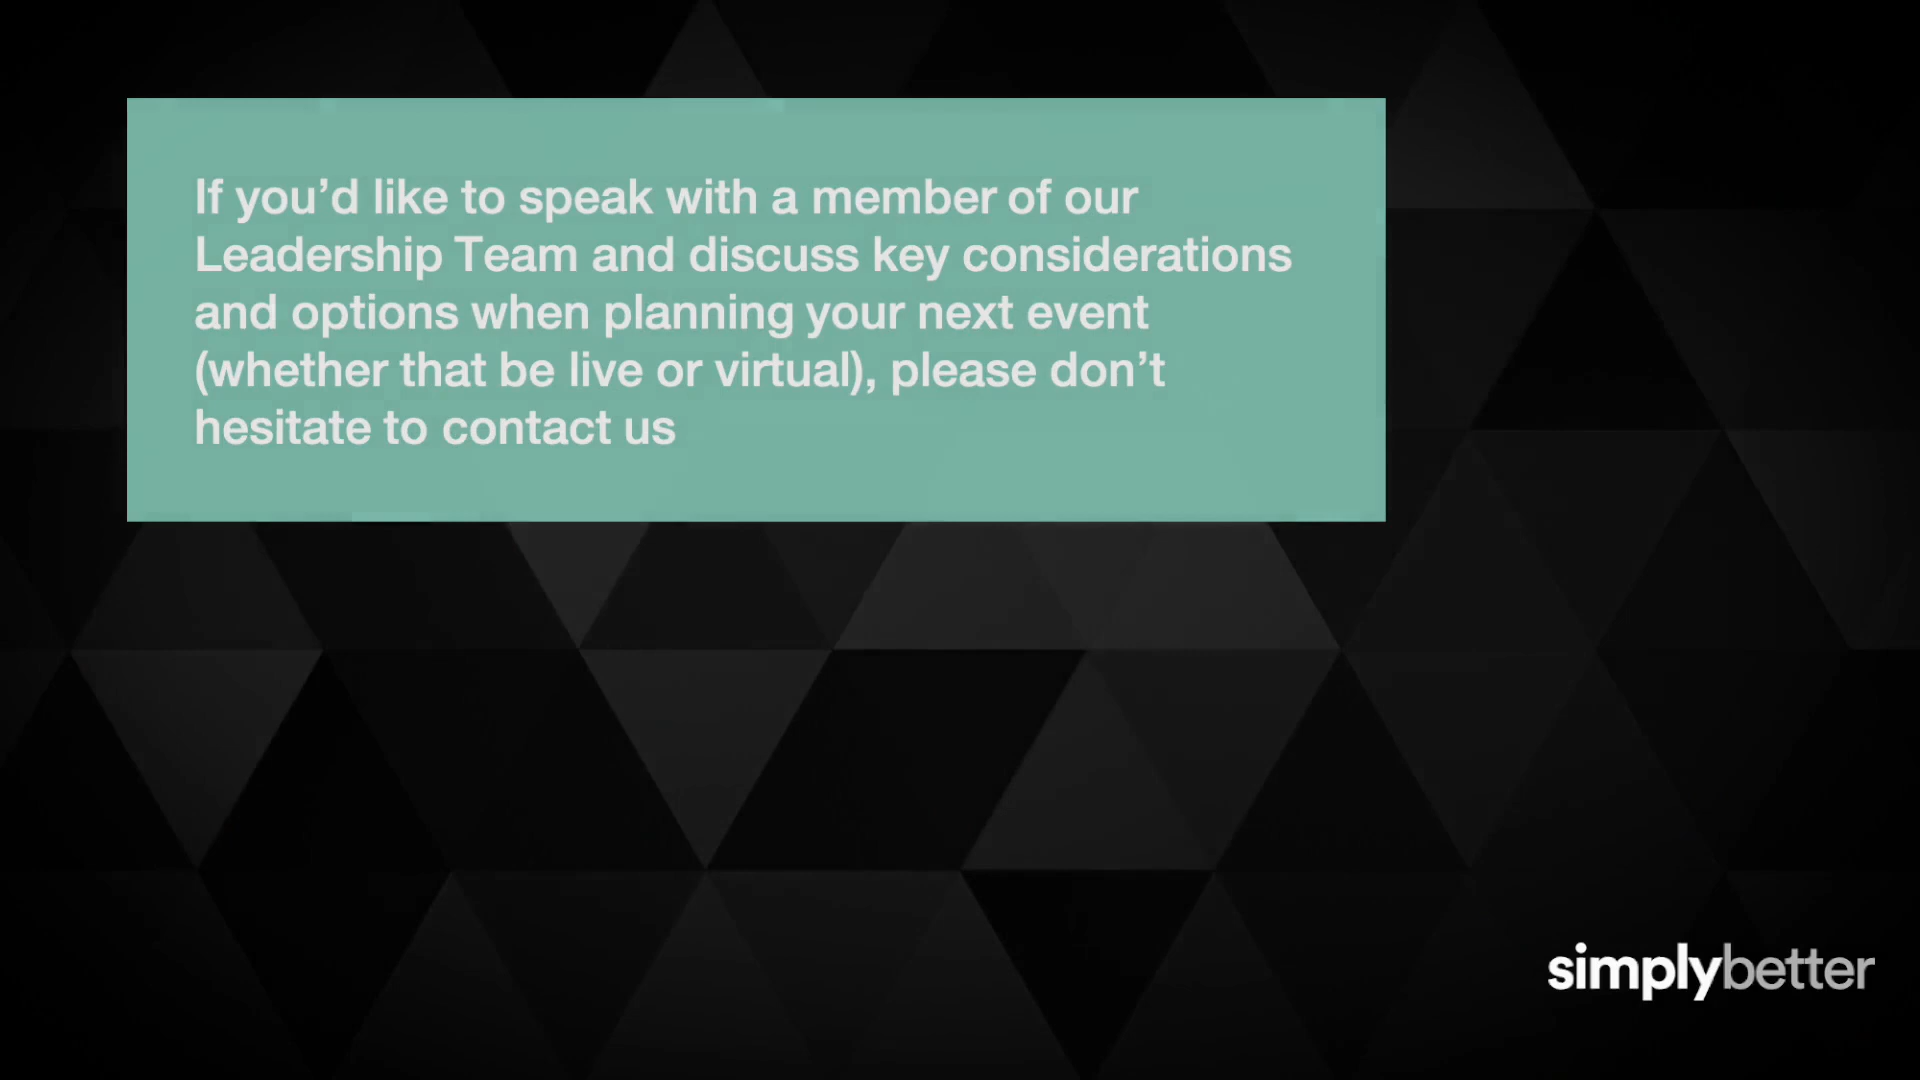 If you’d like to speak with a member of our
Leadership Team and discuss key considerations
and options when planning your next event
(whether that be live or virtual), please don’t
hesitate to contact us
simplybetter